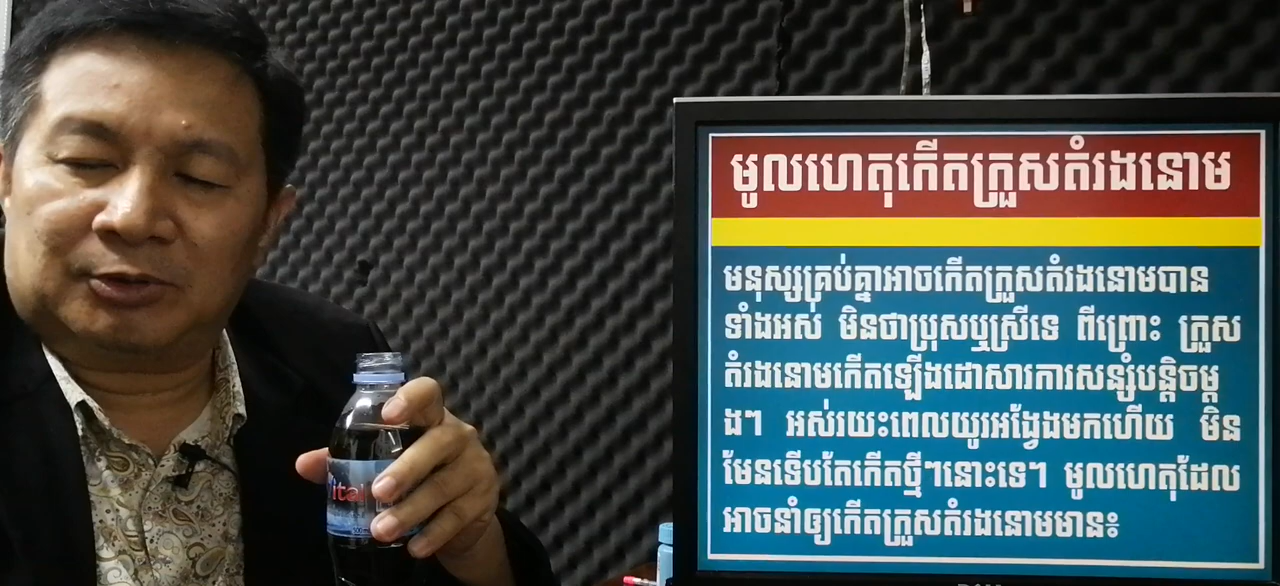 មូលហេតុកើតក្រួសតំរងនោម
មនុស្សគ្រប់គ្នាអាចកើតក្រួសតំរងនោមបាន
ទាំងអស់ មិនថាប្រុសឬស្រីទេ ពីព្រោះ ក្រួស
តំរងនោមកើតឡើងដោសារការសន្សំបន្តិចម្ត
ងៗ អស់រយះពេលយូរអង្វែងមកហើយ មិន
មែនទើបតែកើតថ្មីៗនោះទេ។ មូលហេតុដែល
អាចនាំឲ្យកើតក្រួសតំរងនោមមាន៖
ital